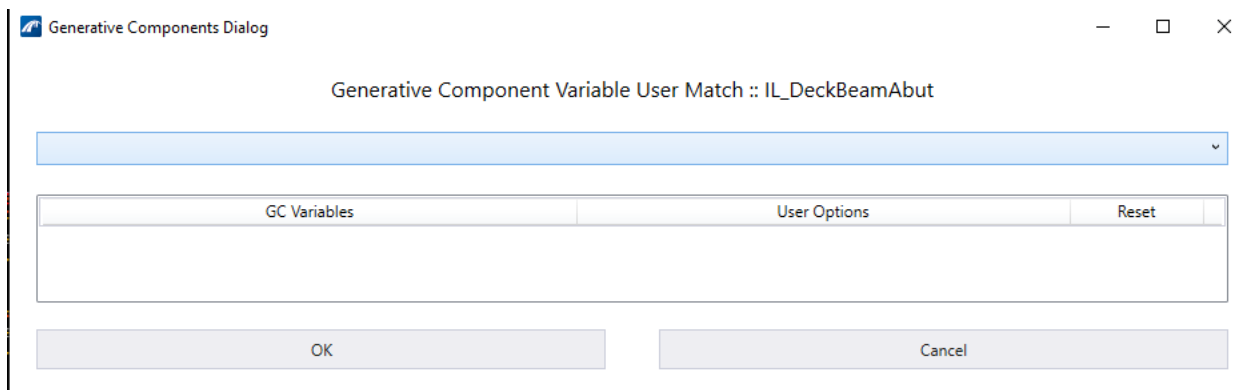 Generative Components Dialog
Generative Component Variable User Match :: IL_DeckBeamAbut
GC Variables User Options Reset
OK Cancel